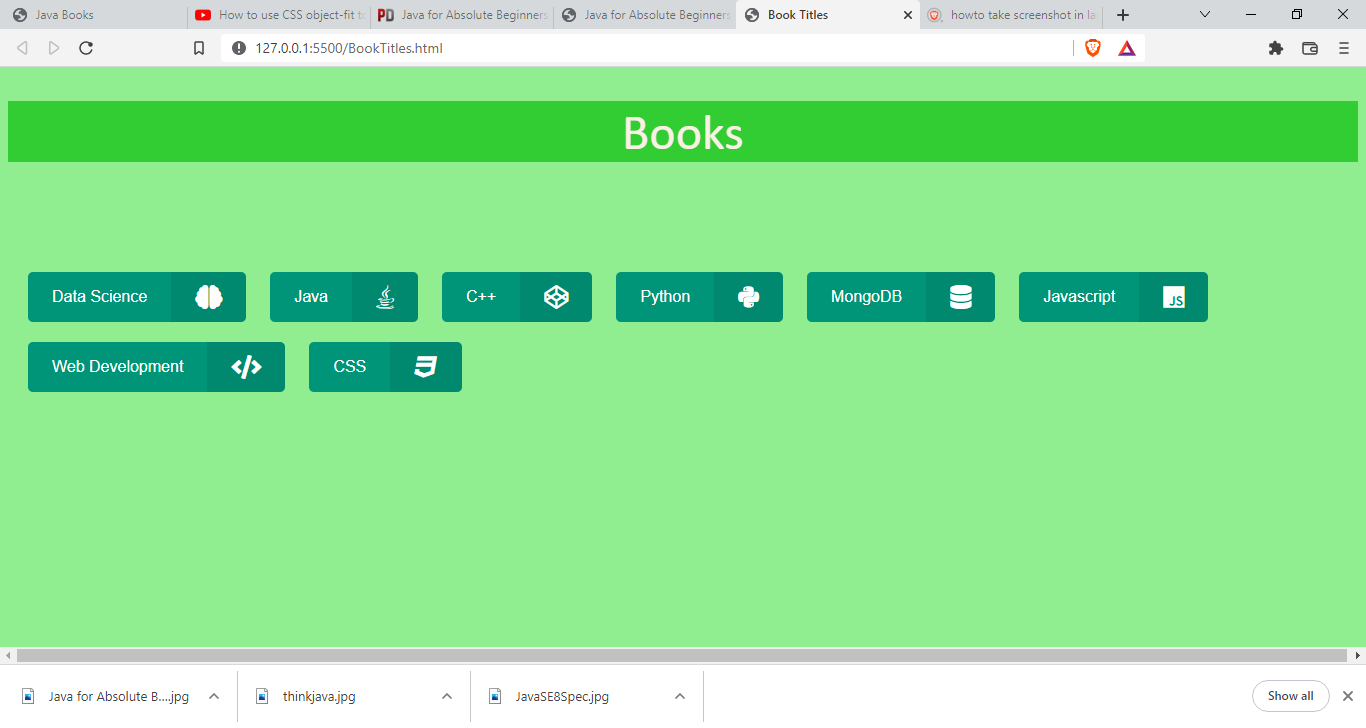 Java Books
How to use CSS object-fit to
PD Java for Absolute Beginners
Java for Absolute Beginners
Book Titles
howto take screenshot in la
127.0.0.1:5500/BookTitles.html
Books
Data Science
Java
C++
Python
MongoDB
Javascript
JS
Web Development
CSS
Java for Absolute B....jpg
thinkjava.jpg
JavaSE8Spec.jpg
Show all